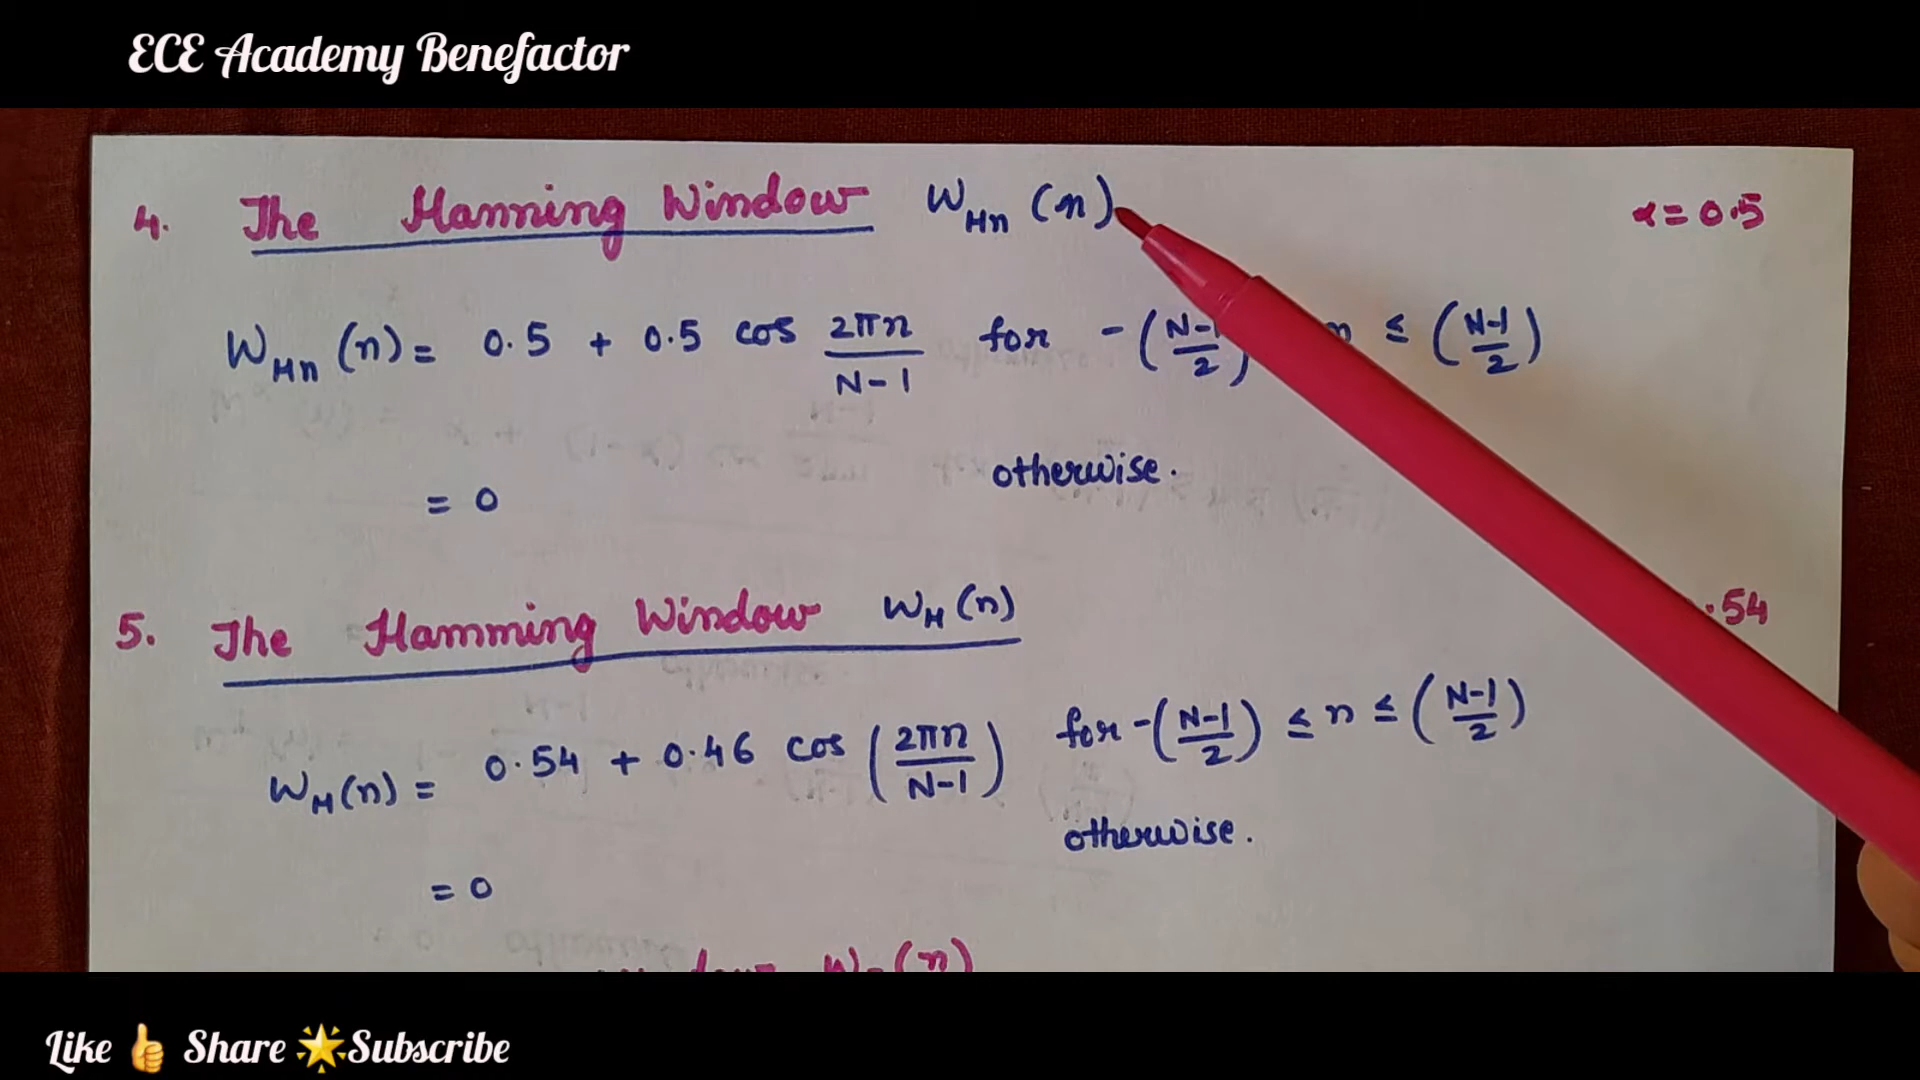 ECE Academy Benefactor
4. The Hanning Window W_Hn (n) α = 0.5
W_Hn (n) = 0.5 + 0.5 cos 2πn/N-1 for -(N-1/2) n ≤ (N-1/2)
= 0 otherwise.
5. The Hamming Window W_H (n) .54
W_H (n) = 0.54 + 0.46 cos (2πn/N-1) for -(N-1/2) ≤ n ≤ (N-1/2)
= 0 otherwise.
(n)
Like 👍 Share 🌟 Subscribe